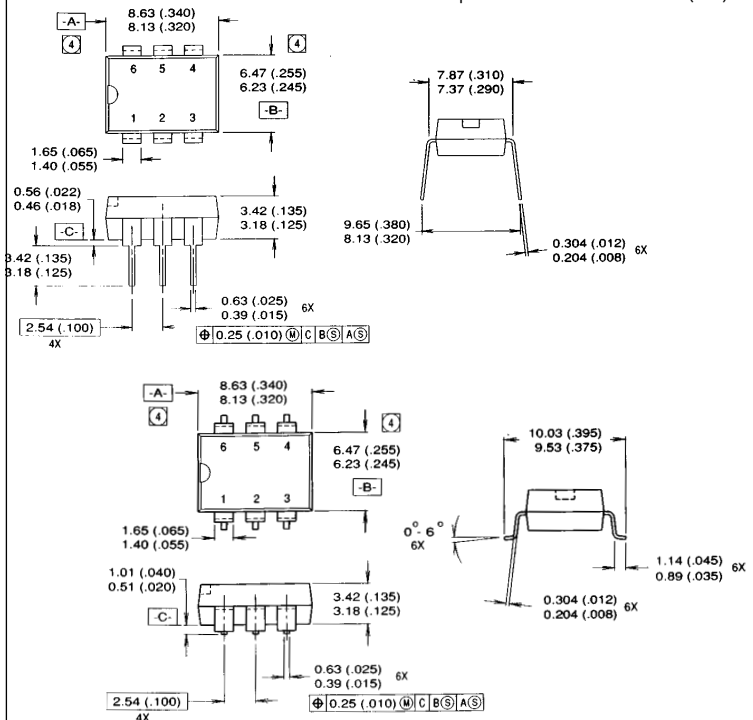 -A-
8.63 (.340)
8.13 (.320)
4
4
6 5 4
1 2 3
6.47 (.255)
6.23 (.245)
-B-
1.65 (.065)
1.40 (.055)
7.87 (.310)
7.37 (.290)
0.56 (.022)
0.46 (.018)
-C-
3.42 (.135)
3.18 (.125)
3.42 (.135)
3.18 (.125)
9.65 (.380)
8.13 (.320)
0.304 (.012)
0.204 (.008)
6X
0.63 (.025)
0.39 (.015)
6X
2.54 (.100)
4X
⌖ 0.25 (.010) Ⓜ C B Ⓢ A Ⓢ
-A-
8.63 (.340)
8.13 (.320)
4
4
6 5 4
1 2 3
6.47 (.255)
6.23 (.245)
-B-
1.65 (.065)
1.40 (.055)
10.03 (.395)
9.53 (.375)
0°- 6°
6X
1.14 (.045)
0.89 (.035)
6X
0.304 (.012)
0.204 (.008)
6X
1.01 (.040)
0.51 (.020)
-C-
3.42 (.135)
3.18 (.125)
0.63 (.025)
0.39 (.015)
6X
2.54 (.100)
4X
⌖ 0.25 (.010) Ⓜ C B Ⓢ A Ⓢ